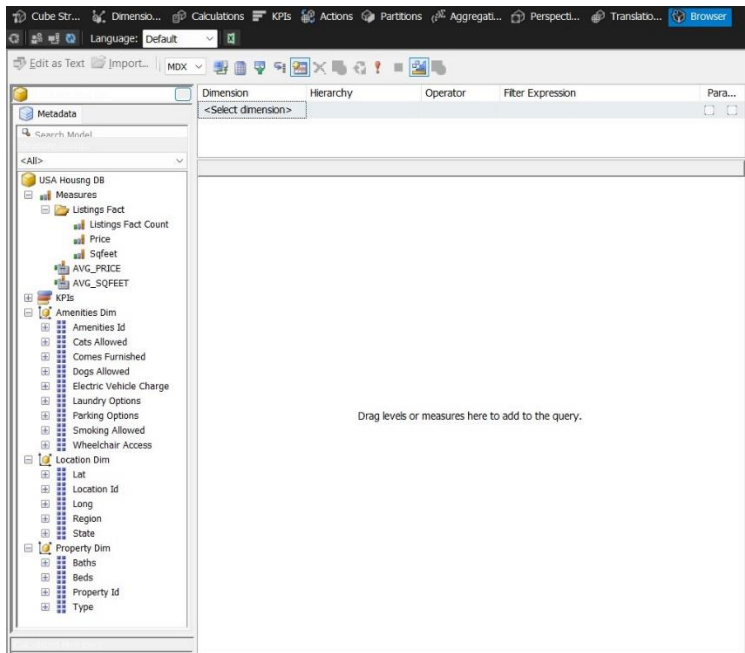 Cube Str... Dimensio... Calculations KPIs Actions Partitions Aggregati... Perspecti... Translatio... Browser
Language: Default
Edit as Text Import... MDX
Dimension Hierarchy Operator Filter Expression Para...
<Select dimension>
Metadata
Search Model
<All>
USA Housng DB
Measures
Listings Fact
Listings Fact Count
Price
Sqfeet
AVG_PRICE
AVG_SQFEET
KPIs
Amenities Dim
Amenities Id
Cats Allowed
Comes Furnished
Dogs Allowed
Electric Vehicle Charge
Laundry Options
Parking Options
Smoking Allowed
Wheelchair Access
Location Dim
Lat
Location Id
Long
Region
State
Property Dim
Baths
Beds
Property Id
Type
Drag levels or measures here to add to the query.